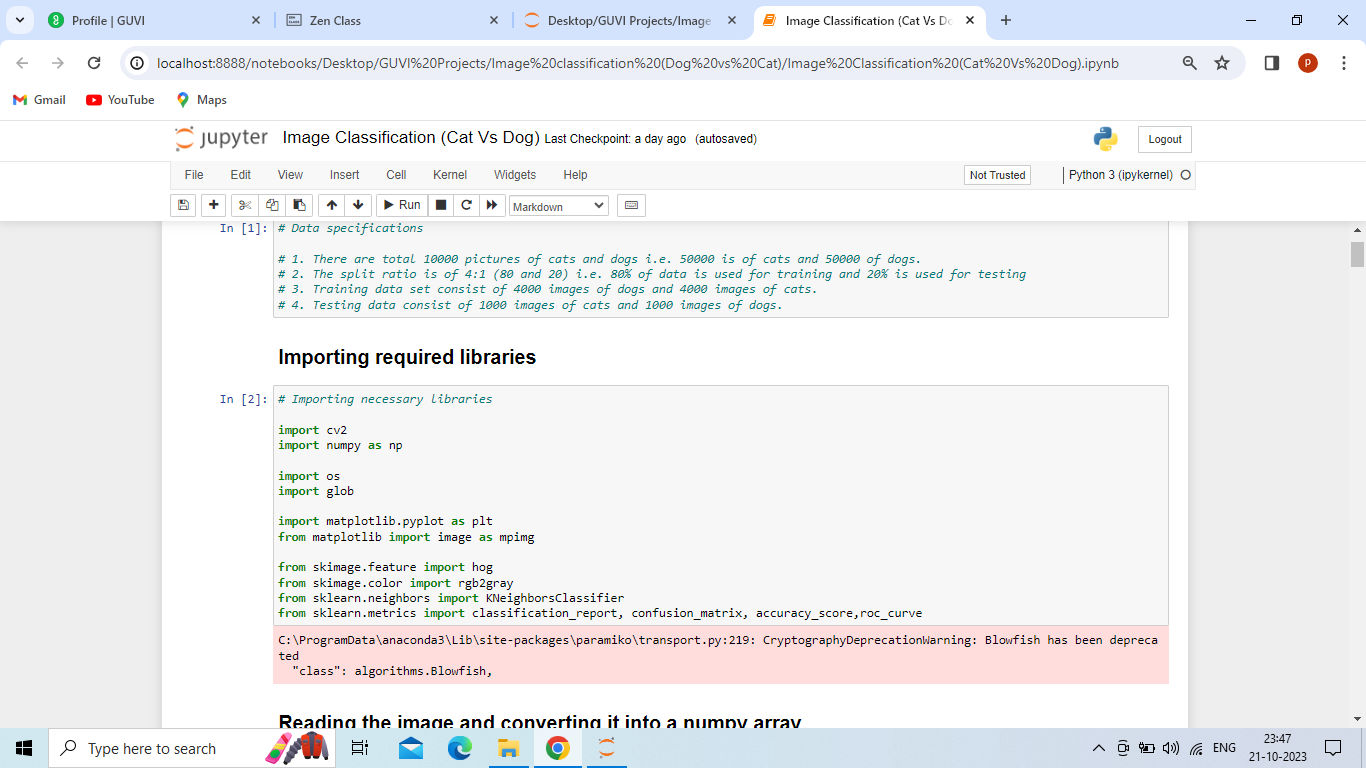 Profile | GUVI
Zen Class
Desktop/GUVI Projects/Image
Image Classification (Cat Vs Do
localhost:8888/notebooks/Desktop/GUVI%20Projects/Image%20classification%20(Dog%20vs%20Cat)/Image%20Classification%20(Cat%20Vs%20Dog).ipynb
p
Gmail YouTube Maps
jupyter Image Classification (Cat Vs Dog) Last Checkpoint: a day ago (autosaved)
Logout
File Edit View Insert Cell Kernel Widgets Help
Not Trusted
Python 3 (ipykernel)
Run
Markdown
In [1]: # Data specifications
# 1. There are total 10000 pictures of cats and dogs i.e. 50000 is of cats and 50000 of dogs.
# 2. The split ratio is of 4:1 (80 and 20) i.e. 80% of data is used for training and 20% is used for testing
# 3. Training data set consist of 4000 images of dogs and 4000 images of cats.
# 4. Testing data consist of 1000 images of cats and 1000 images of dogs.
Importing required libraries
In [2]: # Importing necessary libraries
import cv2
import numpy as np
import os
import glob
import matplotlib.pyplot as plt
from matplotlib import image as mpimg
from skimage.feature import hog
from skimage.color import rgb2gray
from sklearn.neighbors import KNeighborsClassifier
from sklearn.metrics import classification_report, confusion_matrix, accuracy_score,roc_curve
C:\ProgramData\anaconda3\Lib\site-packages\paramiko\transport.py:219: CryptographyDeprecationWarning: Blowfish has been depreca
ted
"class": algorithms.Blowfish,
Reading the image and converting it into a numpy array
Type here to search
ENG
23:47
21-10-2023